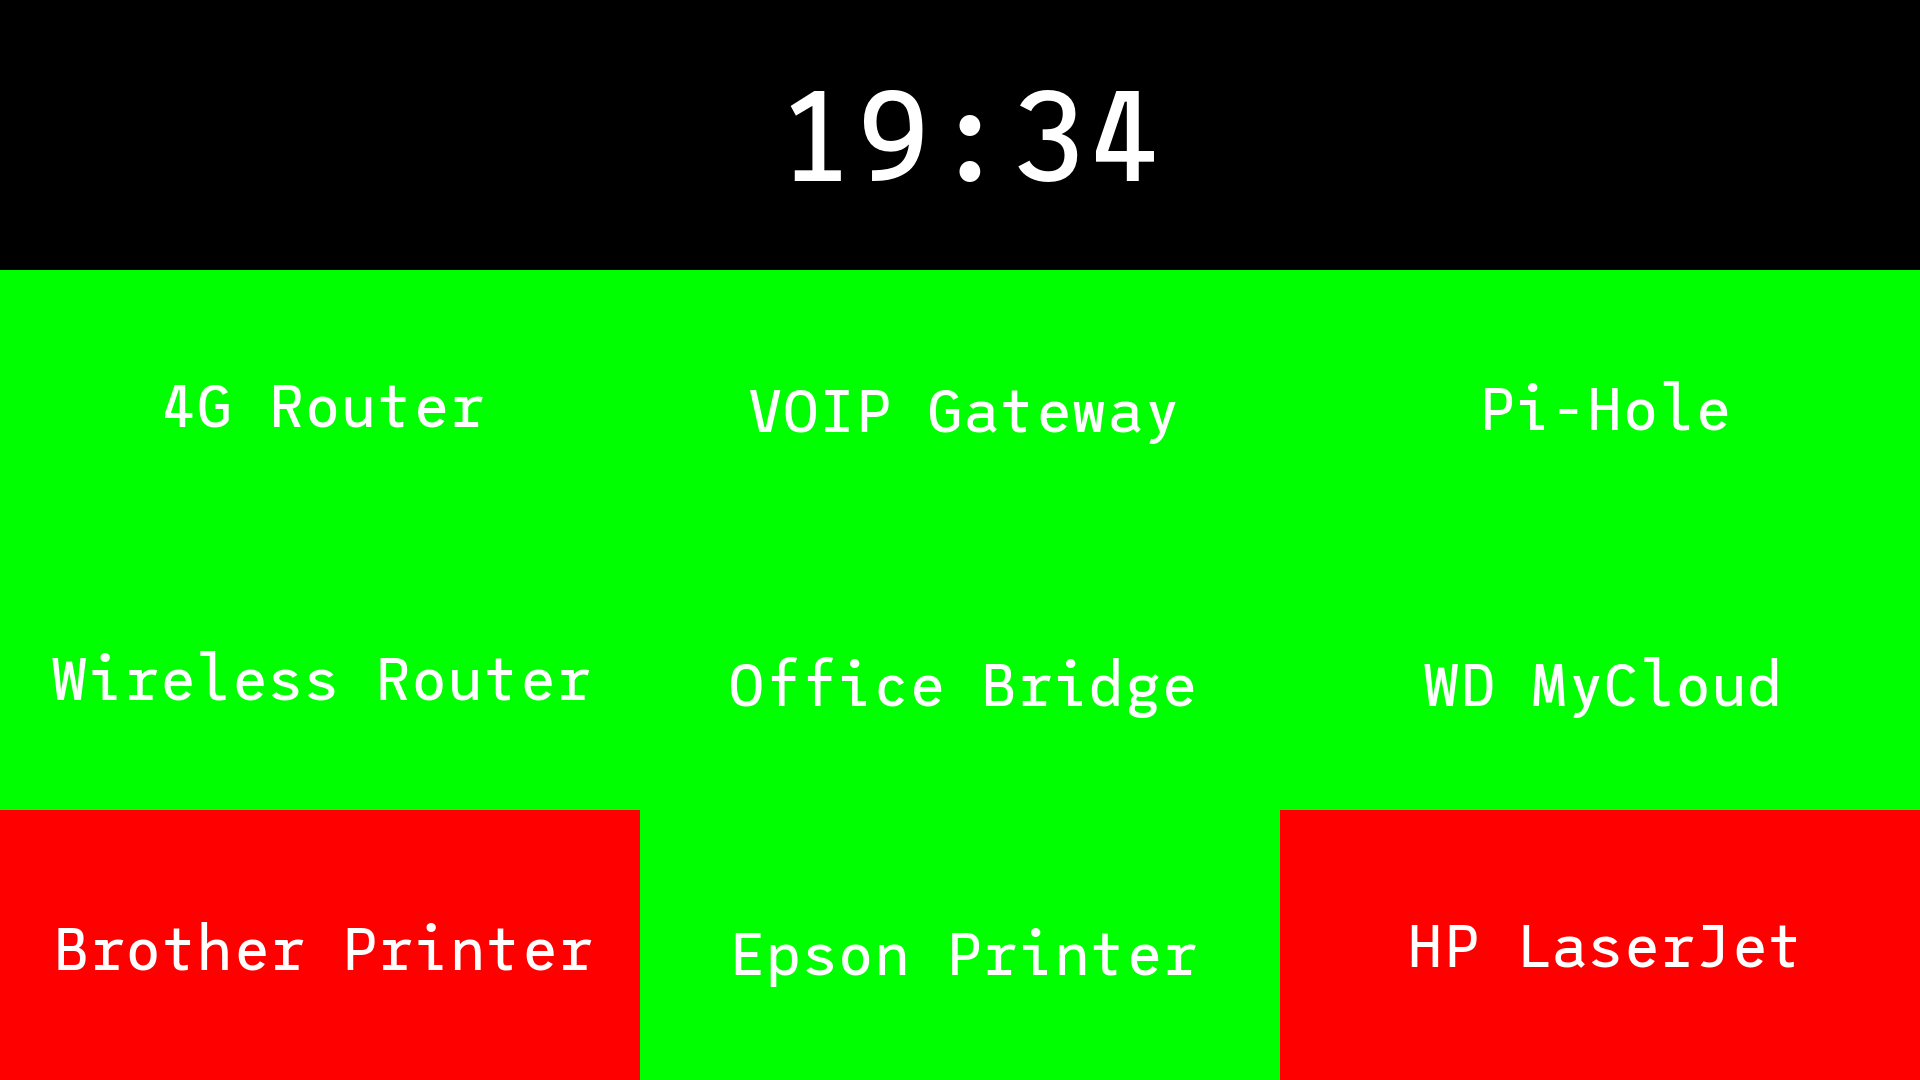 19:34
4G Router
VOIP Gateway
Pi-Hole
Wireless Router
Office Bridge
WD MyCloud
Brother Printer
Epson Printer
HP LaserJet